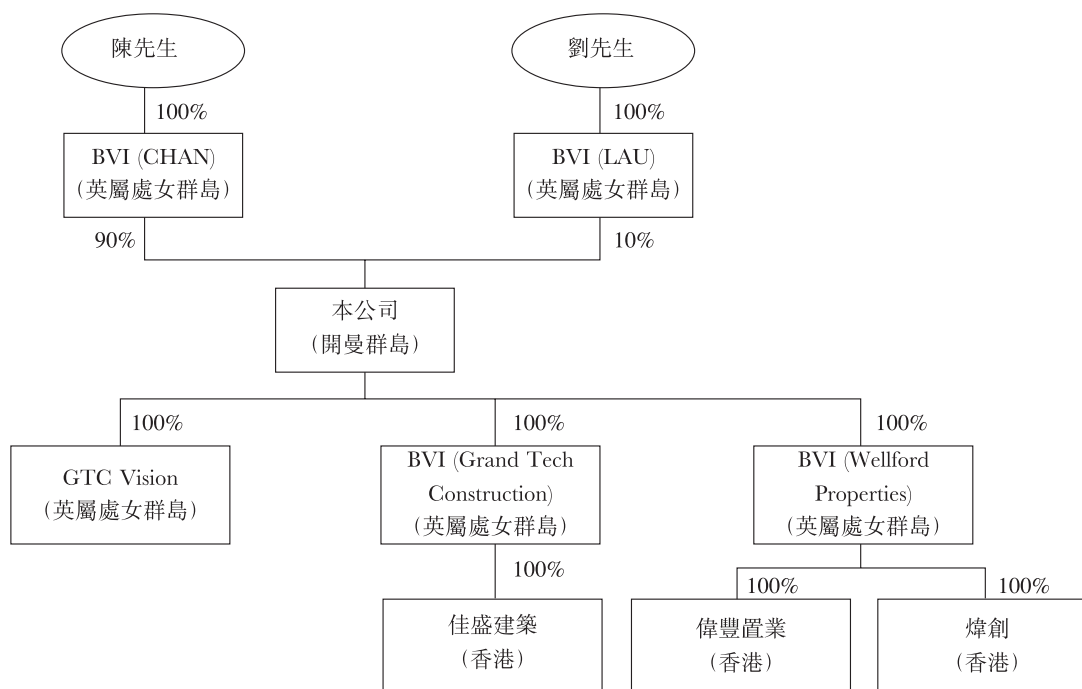 陳先生
劉先生
100%
100%
BVI (CHAN)
(英屬處女群島)
BVI (LAU)
(英屬處女群島)
90%
10%
本公司
(開曼群島)
100%
100%
100%
GTC Vision
(英屬處女群島)
BVI (Grand Tech
Construction)
(英屬處女群島)
BVI (Wellford
Properties)
(英屬處女群島)
100%
100%
100%
佳盛建築
(香港)
偉豐置業
(香港)
煒創
(香港)